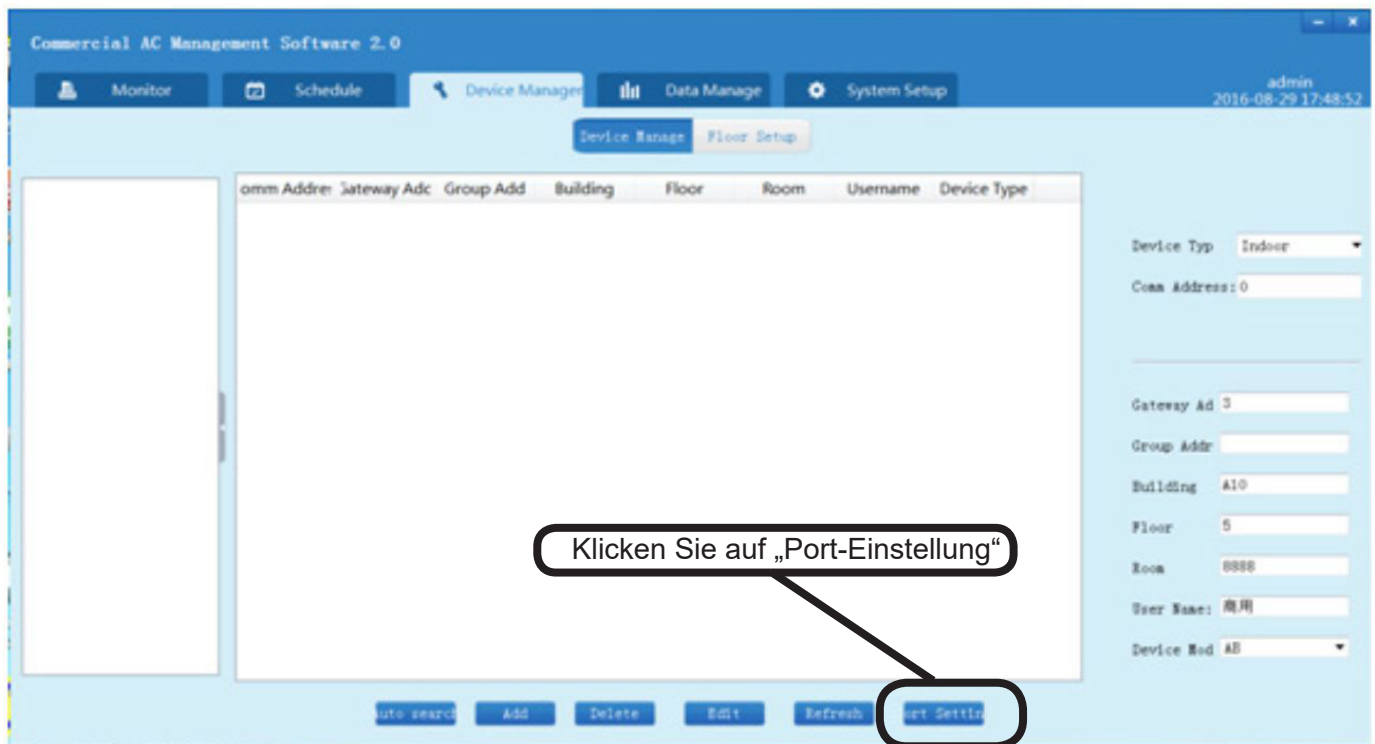 Commercial AC Management Software 2.0
Monitor Schedule Device Manager Data Manage System Setup admin
2016-08-29 17:48:52
Device Manage Floor Setup
omm Addre: Gateway Adc Group Add Building Floor Room Username Device Type
Device Typ Indoor
Comm Address: 0
Gateway Ad 3
Group Addr
Building A10
Floor 5
Klicken Sie auf „Port-Einstellung“
Room 8888
User Name: 商用
Device Mod AB
uto search Add Delete Edit Refresh ort Settin